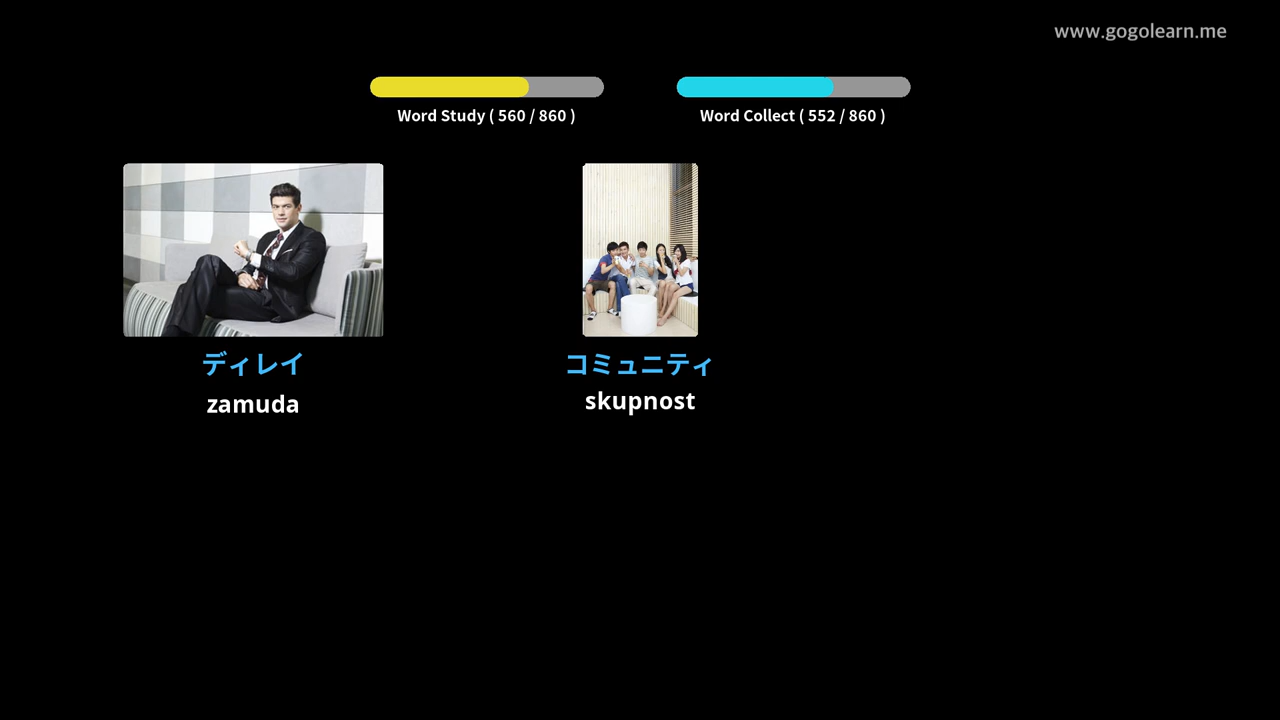 www.gogolearn.me
Word Study ( 560 / 860 )
Word Collect ( 552 / 860 )
ディレイ
zamuda
コミュニティ
skupnost